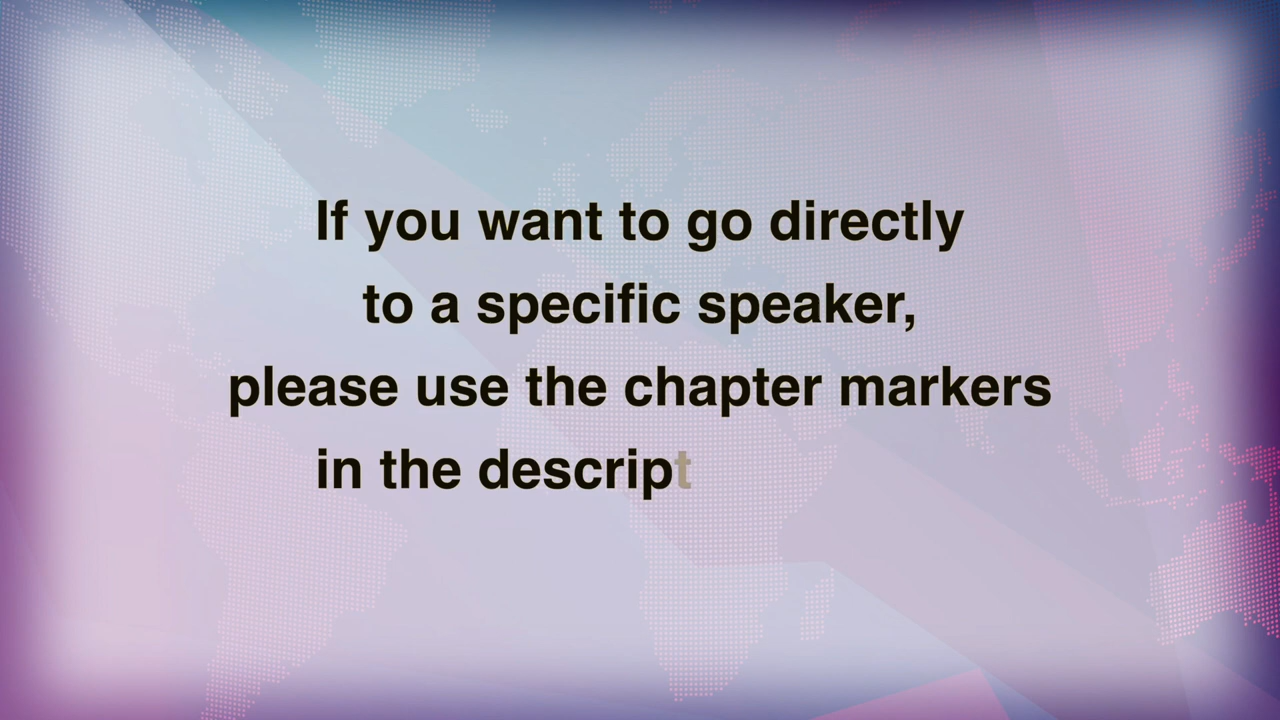 If you want to go directly
to a specific speaker,
please use the chapter markers
in the descript